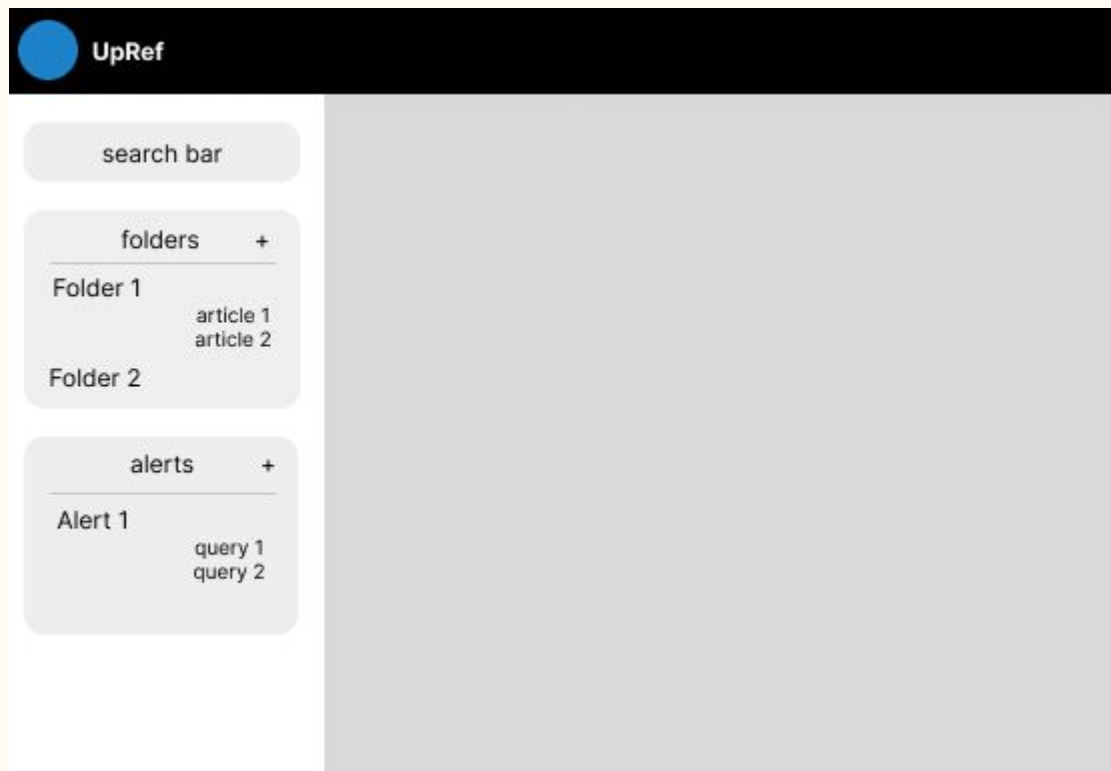 UpRef
search bar
folders +
Folder 1
article 1
article 2
Folder 2
alerts +
Alert 1
query 1
query 2